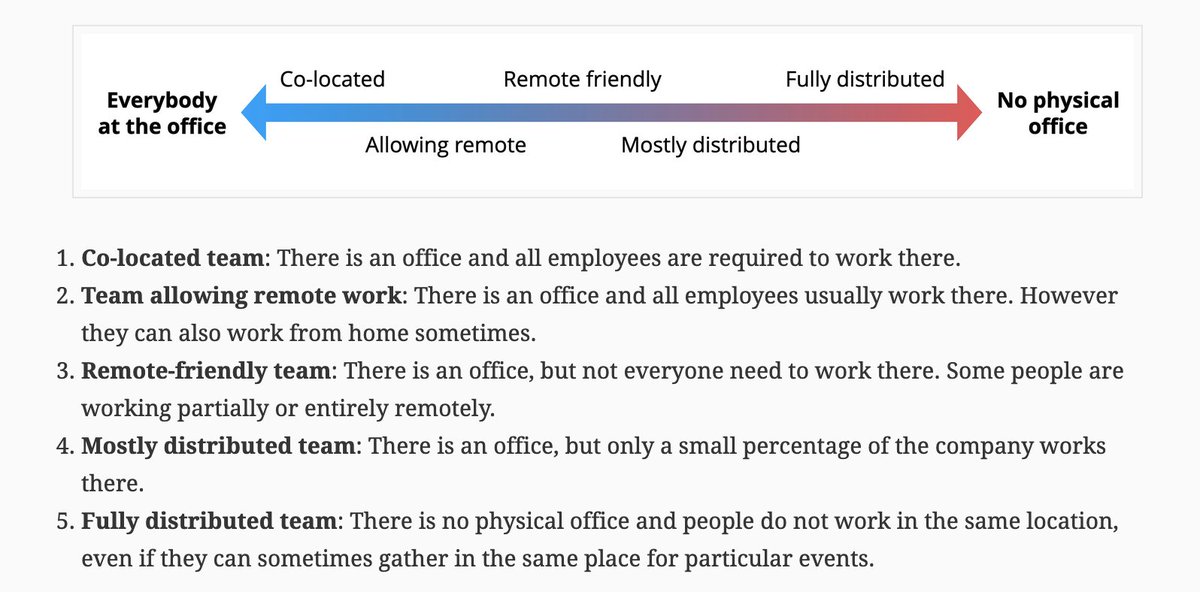 Co-located
Remote friendly
Fully distributed
Everybody
at the office
No physical
office
Allowing remote
Mostly distributed
1. Co-located team: There is an office and all employees are required to work there.
2. Team allowing remote work: There is an office and all employees usually work there. However
they can also work from home sometimes.
3. Remote-friendly team: There is an office, but not everyone need to work there. Some people are
working partially or entirely remotely.
4. Mostly distributed team: There is an office, but only a small percentage of the company works
there.
5. Fully distributed team: There is no physical office and people do not work in the same location,
even if they can sometimes gather in the same place for particular events.